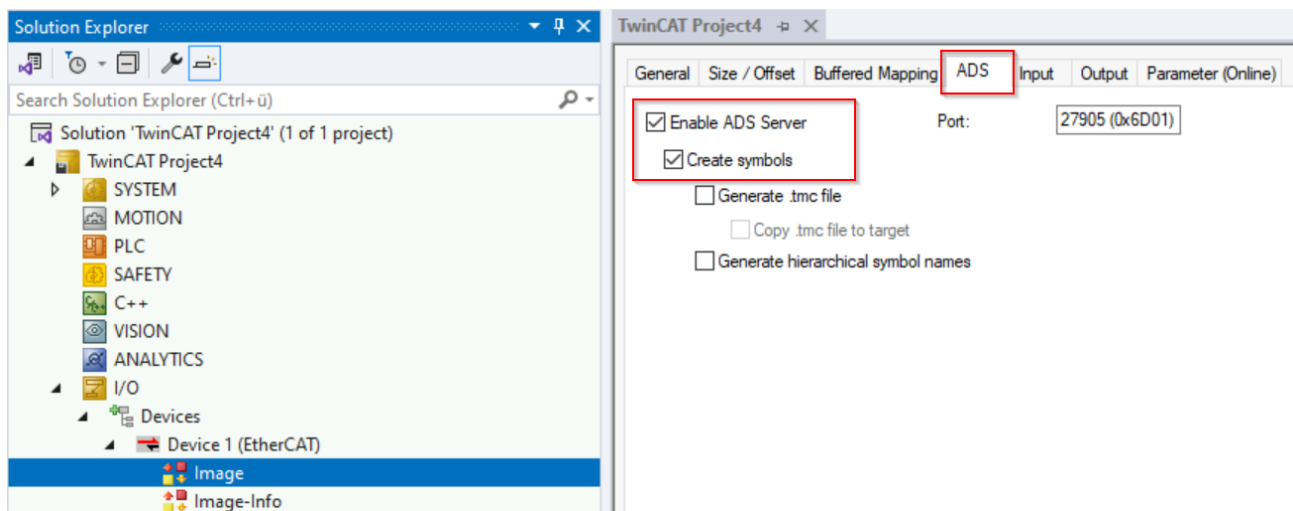 Solution Explorer
Search Solution Explorer (Ctrl+ü)
Solution 'TwinCAT Project4' (1 of 1 project)
TwinCAT Project4
SYSTEM
MOTION
PLC
SAFETY
C++
VISION
ANALYTICS
I/O
Devices
Device 1 (EtherCAT)
Image
Image-Info
TwinCAT Project4
General Size / Offset Buffered Mapping ADS Input Output Parameter (Online)
Enable ADS Server Port: 27905 (0x6D01)
Create symbols
Generate .tmc file
Copy .tmc file to target
Generate hierarchical symbol names